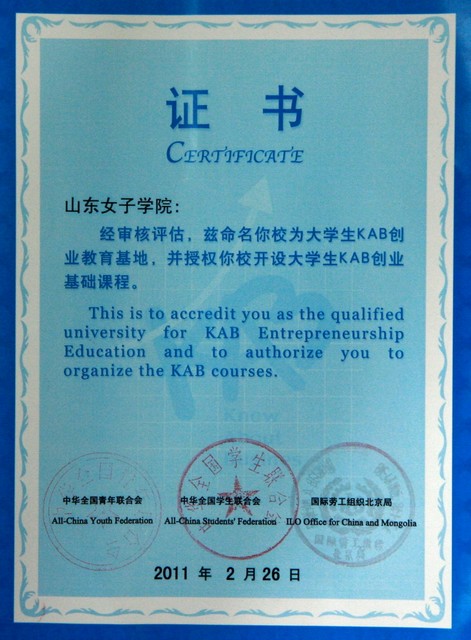 证 书
CERTIFICATE
山东女子学院：
经审核评估，兹命名你校为大学生KAB创
业教育基地，并授权你校开设大学生KAB创业
基础课程。
This is to accredit you as the qualified
university for KAB Entrepreneurship
Education and to authorize you to
organize the KAB courses.
Know
About
中华全国青年联合会
中华全国学生联合会
国际劳工组织北京局
All-China Youth Federation
All-China Students' Federation
ILO Office for China and Mongolia
2011 年 2 月 26 日